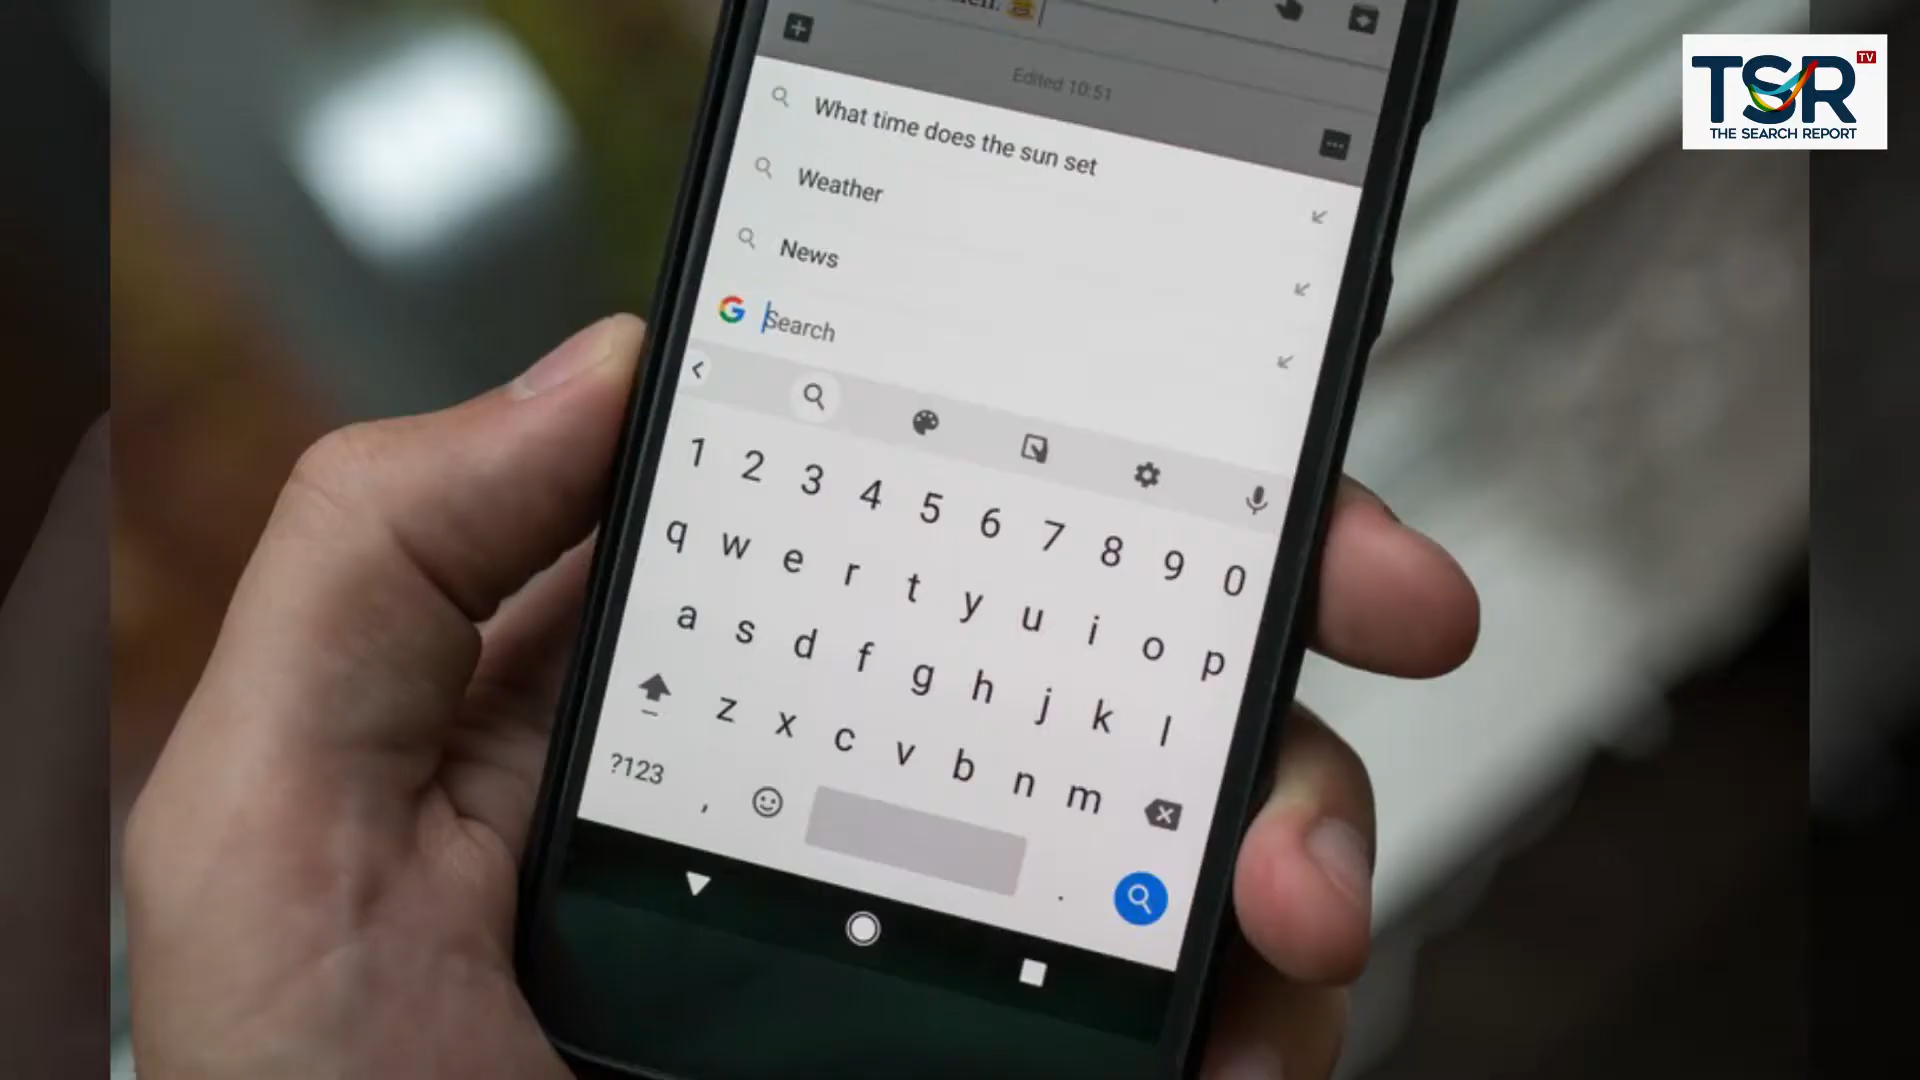 TSR TV
THE SEARCH REPORT
Edited 10:51
What time does the sun set
Weather
News
Search
1 2 3 4 5 6 7 8 9 0
q w e r t y u i o p
a s d f g h j k l
z x c v b n m
?123 , .